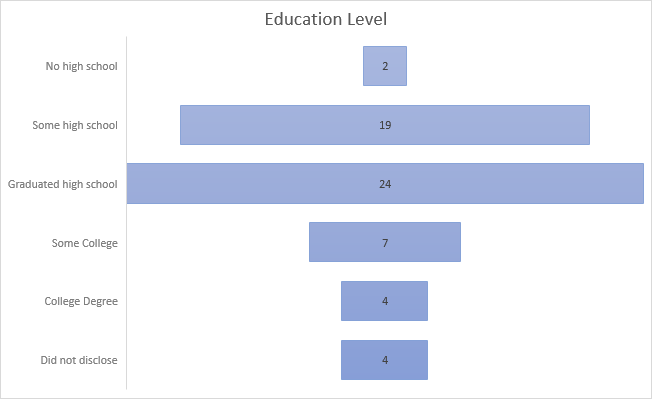 Education Level
No high school 2
Some high school 19
Graduated high school 24
Some College 7
College Degree 4
Did not disclose 4